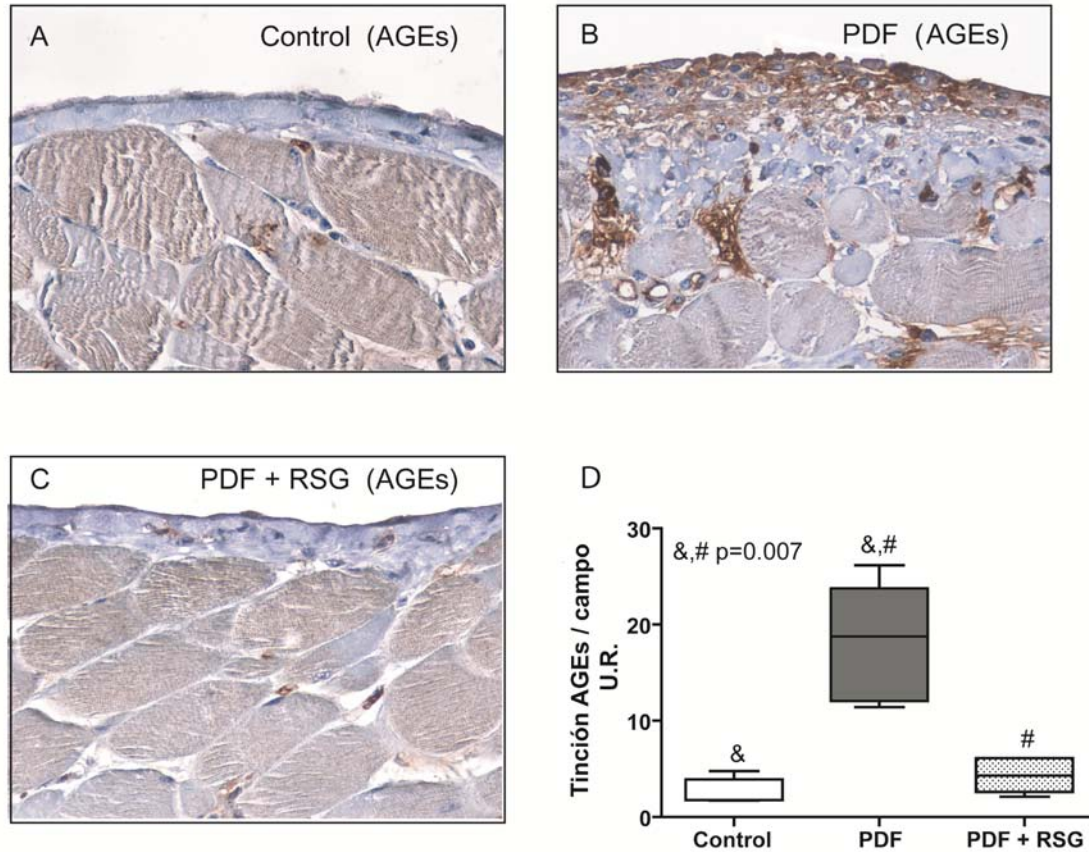 A Control (AGEs)
B PDF (AGEs)
C PDF + RSG (AGEs)
D
Tinción AGEs / campo
U.R.
30
20
10
0
&,# p=0.007
&
&,#
#
Control PDF PDF + RSG